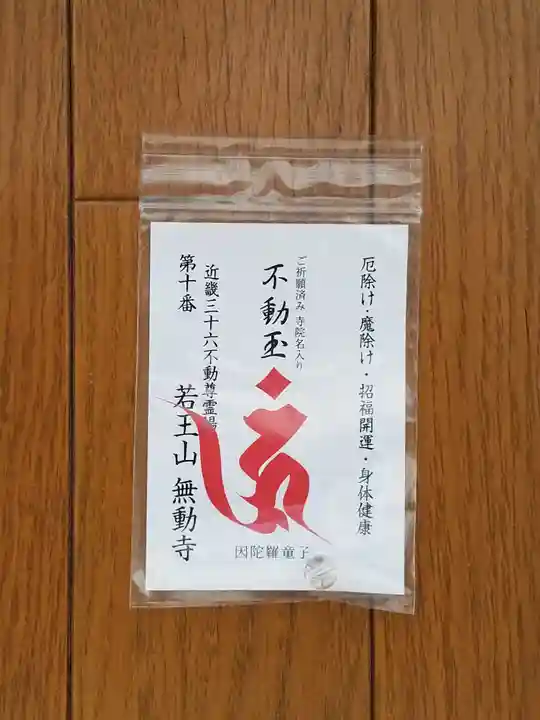 厄除け・魔除け・招福開運・身体健康
ご祈願済み 寺院名入り
不動玉
近畿三十六不動尊霊場
第十番
若王山 無動寺
因陀羅童子